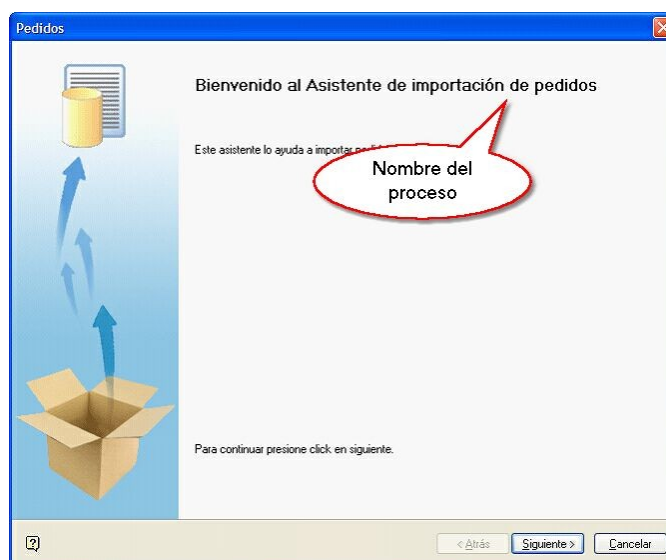 Pedidos
Bienvenido al Asistente de importación de pedidos
Este asistente lo ayuda a importar
Nombre del
proceso
Para continuar presione click en siguiente.
< Atrás
Siguiente >
Cancelar